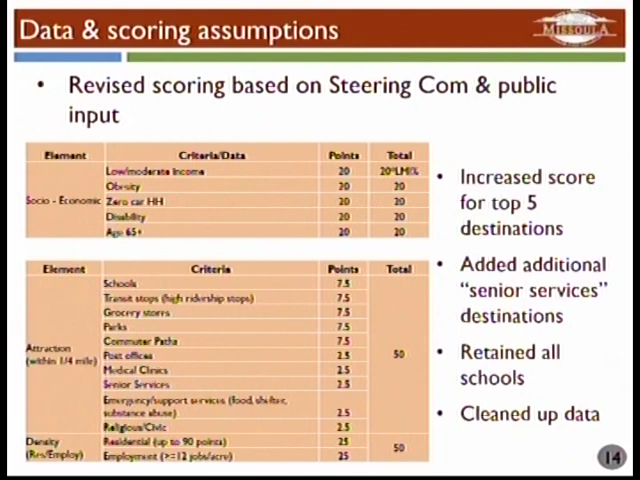 Data & scoring assumptions
MISSOULA
• Revised scoring based on Steering Com & public
input
Element Criteria/Data Points Total
Low/moderate Income 20 20*LMI%
Obesity 20 20
Socio - Economic Zero car HH 20 20
Disability 20 20
Age 65+ 20 20
Element Criteria Points Total
Schools 7.5
Transit stops (high ridership stops) 7.5
Grocery stores 7.5
Parks 7.5
Commuter Paths 7.5
Attraction
(within 1/4 mile)
Post offices 2.5
50
Medical Clinics 2.5
Senior Services 2.5
Emergency/support services (food, shelter,
substance abuse) 2.5
Religious/Civic 2.5
Density
(Res/Employ)
Residential (up to 90 points) 25
50
Employment (>=12 jobs/acre) 25
• Increased score
for top 5
destinations
• Added additional
“senior services”
destinations
• Retained all
schools
• Cleaned up data
14